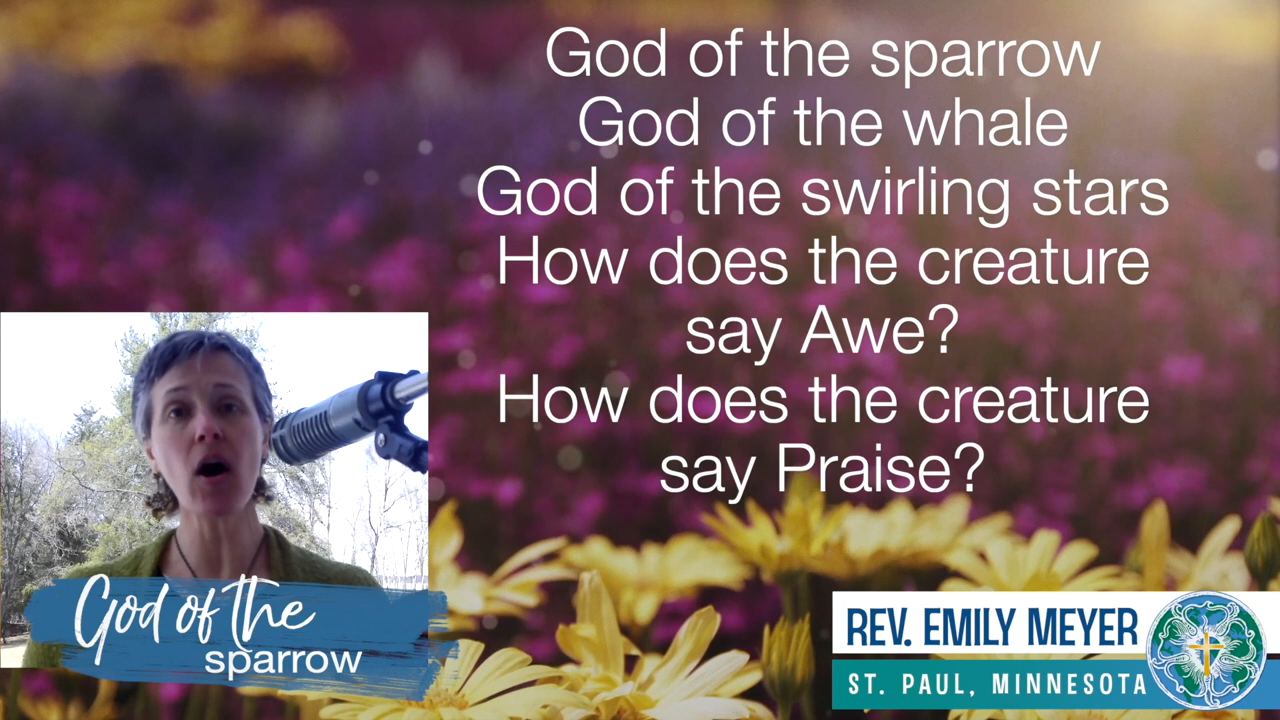 God of the sparrow
God of the whale
God of the swirling stars
How does the creature
say Awe?
How does the creature
say Praise?
God of the
sparrow
REV. EMILY MEYER
ST. PAUL, MINNESOTA